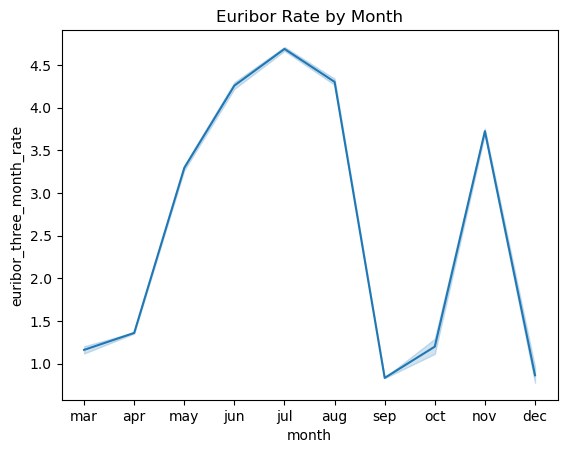 Euribor Rate by Month
euribor_three_month_rate
4.5
4.0
3.5
3.0
2.5
2.0
1.5
1.0
mar apr may jun jul aug sep oct nov dec
month